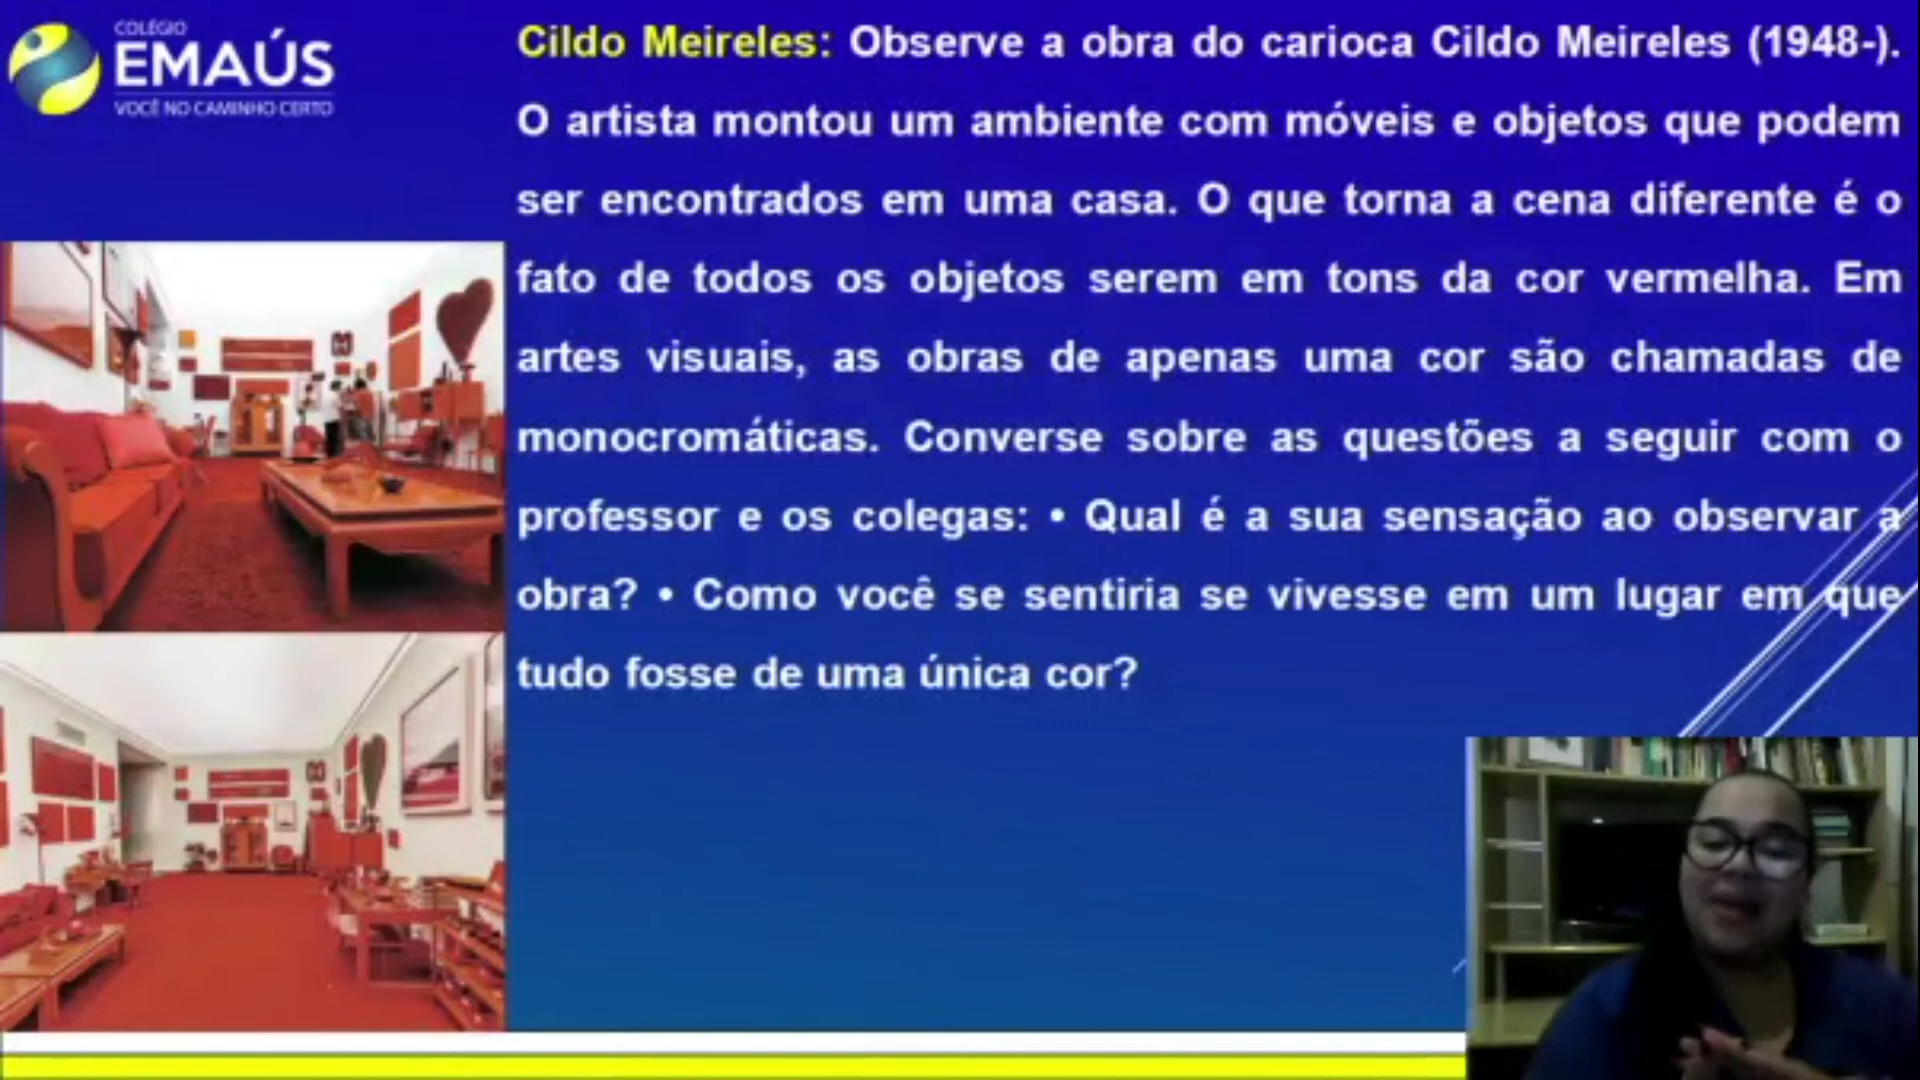 COLÉGIO
EMAÚS
VOCÊ NO CAMINHO CERTO
Cildo Meireles: Observe a obra do carioca Cildo Meireles (1948-).
O artista montou um ambiente com móveis e objetos que podem
ser encontrados em uma casa. O que torna a cena diferente é o
fato de todos os objetos serem em tons da cor vermelha. Em
artes visuais, as obras de apenas uma cor são chamadas de
monocromáticas. Converse sobre as questões a seguir com o
professor e os colegas: • Qual é a sua sensação ao observar a
obra? • Como você se sentiria se vivesse em um lugar em que
tudo fosse de uma única cor?